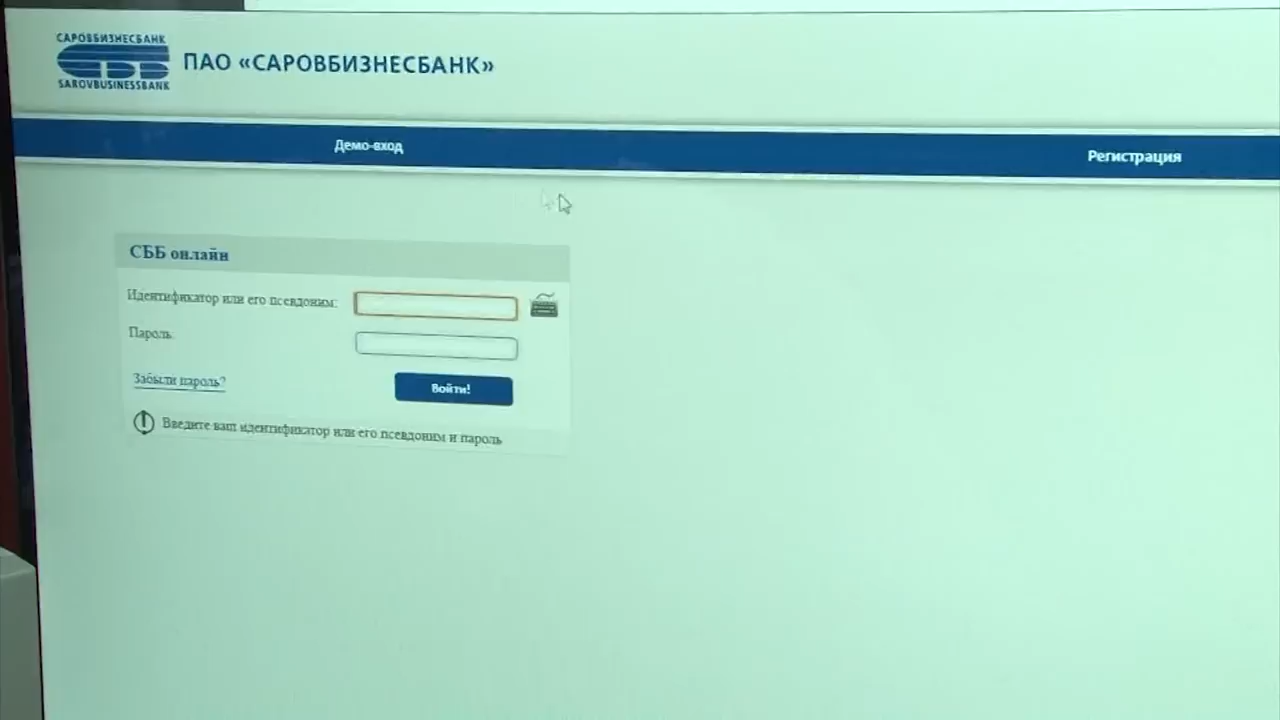 САРОВБИЗНЕСБАНК
SAROVBUSINESSBANK
ПАО «САРОВБИЗНЕСБАНК»
Демо-вход
Регистрация
СББ онлайн
Идентификатор или его псевдоним:
Пароль:
Забыли пароль?
Войти!
Введите ваш идентификатор или его псевдоним и пароль